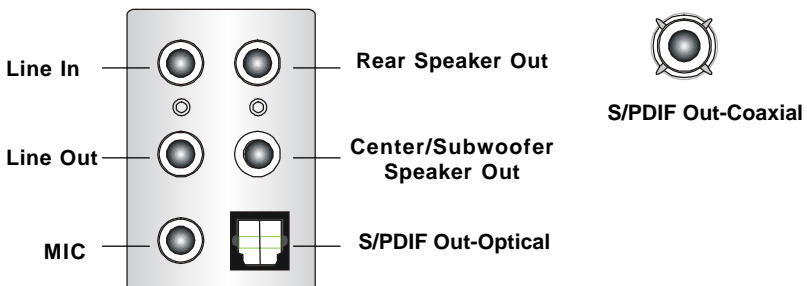 Line In
Rear Speaker Out
S/PDIF Out-Coaxial
Line Out
Center/Subwoofer
Speaker Out
MIC
S/PDIF Out-Optical